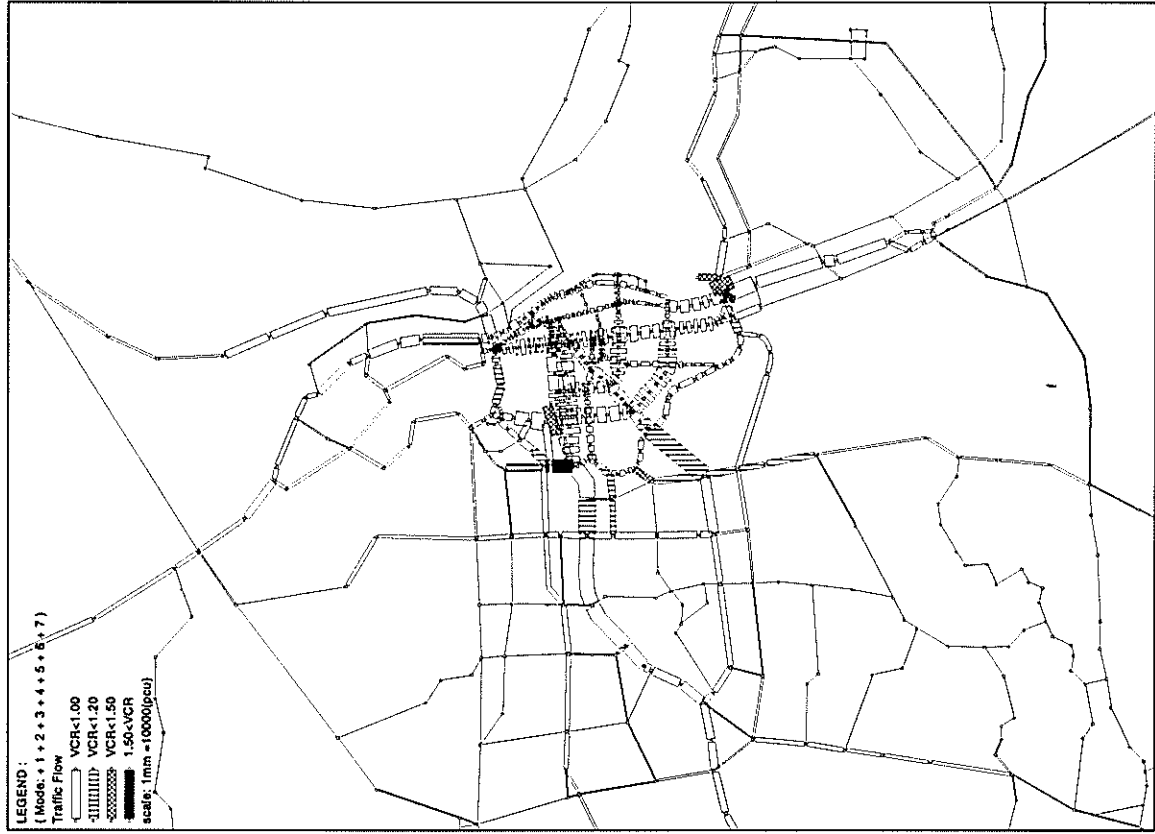 LEGEND :
( Mode: + 1 + 2 + 3 + 4 + 5 + 6 + 7 )
Traffic Flow
VCR<1.00
VCR<1.20
VCR<1.50
1.50<VCR
scale: 1mm =10000(pcu)